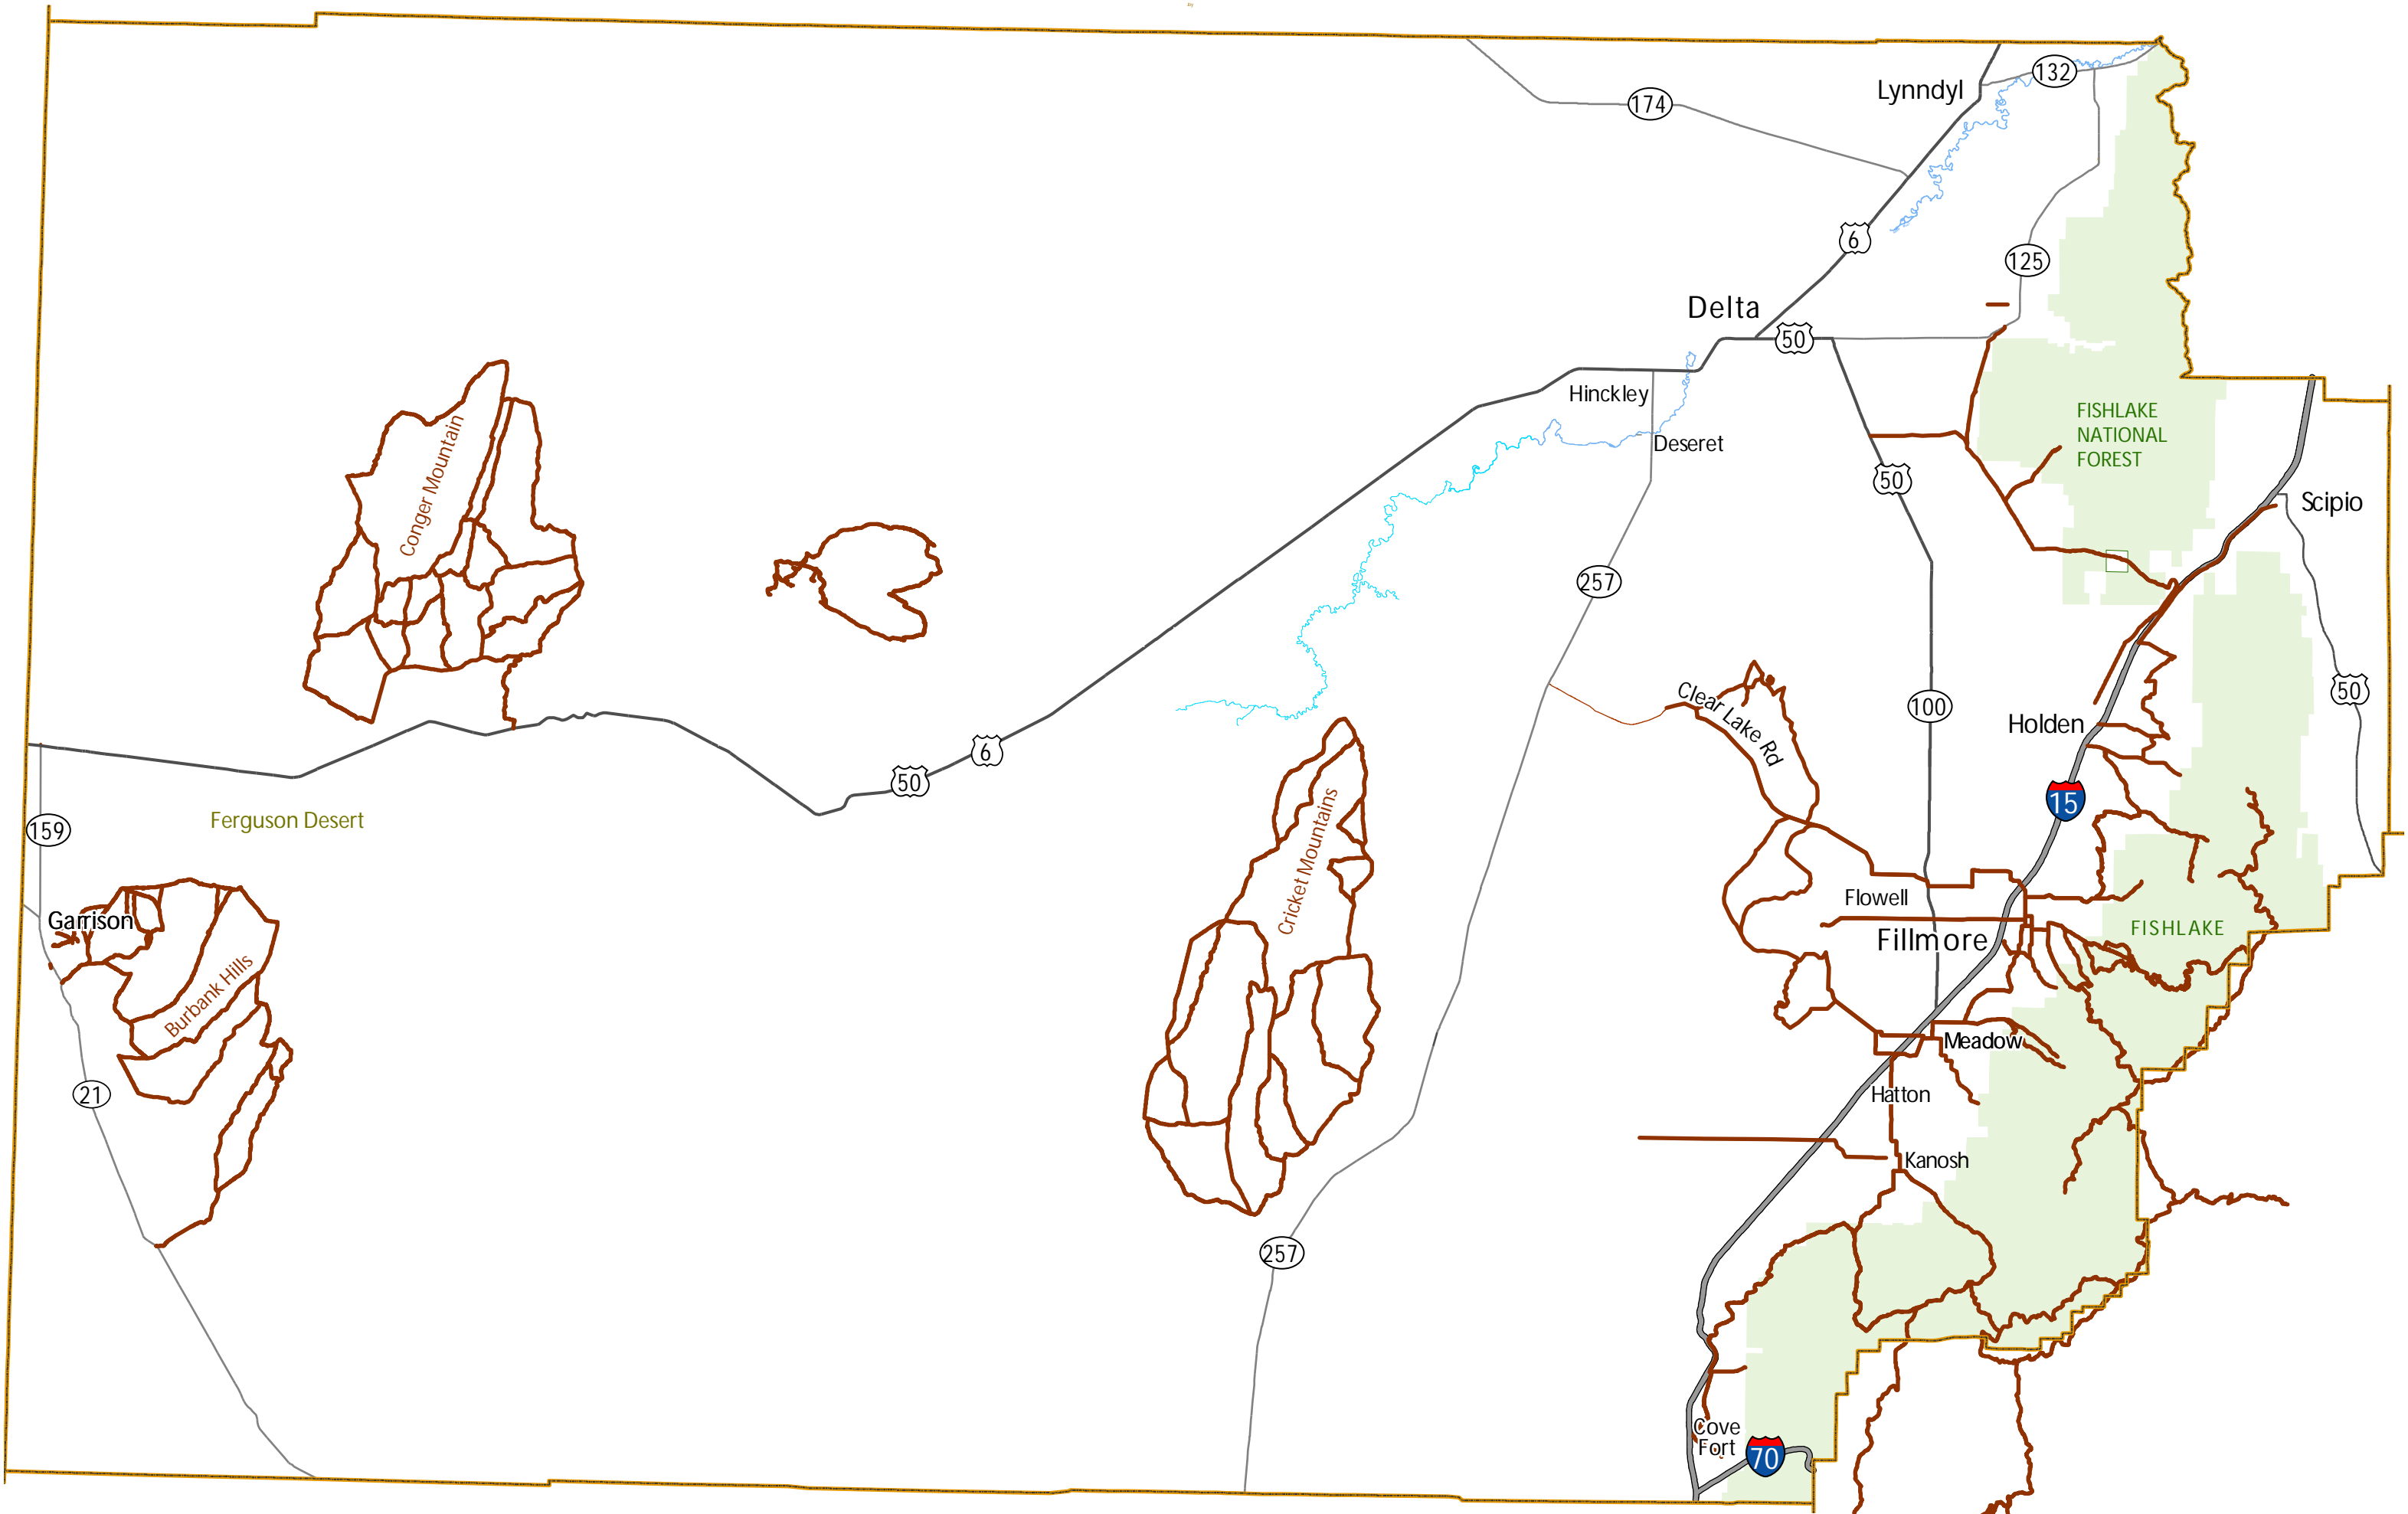 132
Lynndyl
174
6
125
Delta
50
Hinckley
FISHLAKE
NATIONAL
FOREST
Conger Mountain
Deseret
50
Scipio
257
Clear Lake Rd
50
100
Holden
6
50
15
159
Ferguson Desert
Cricket Mountains
Flowell
Garrison
FISHLAKE
Fillmore
Burbank Hills
Meadow
21
Hatton
Kanosh
257
Cove
Fort
70